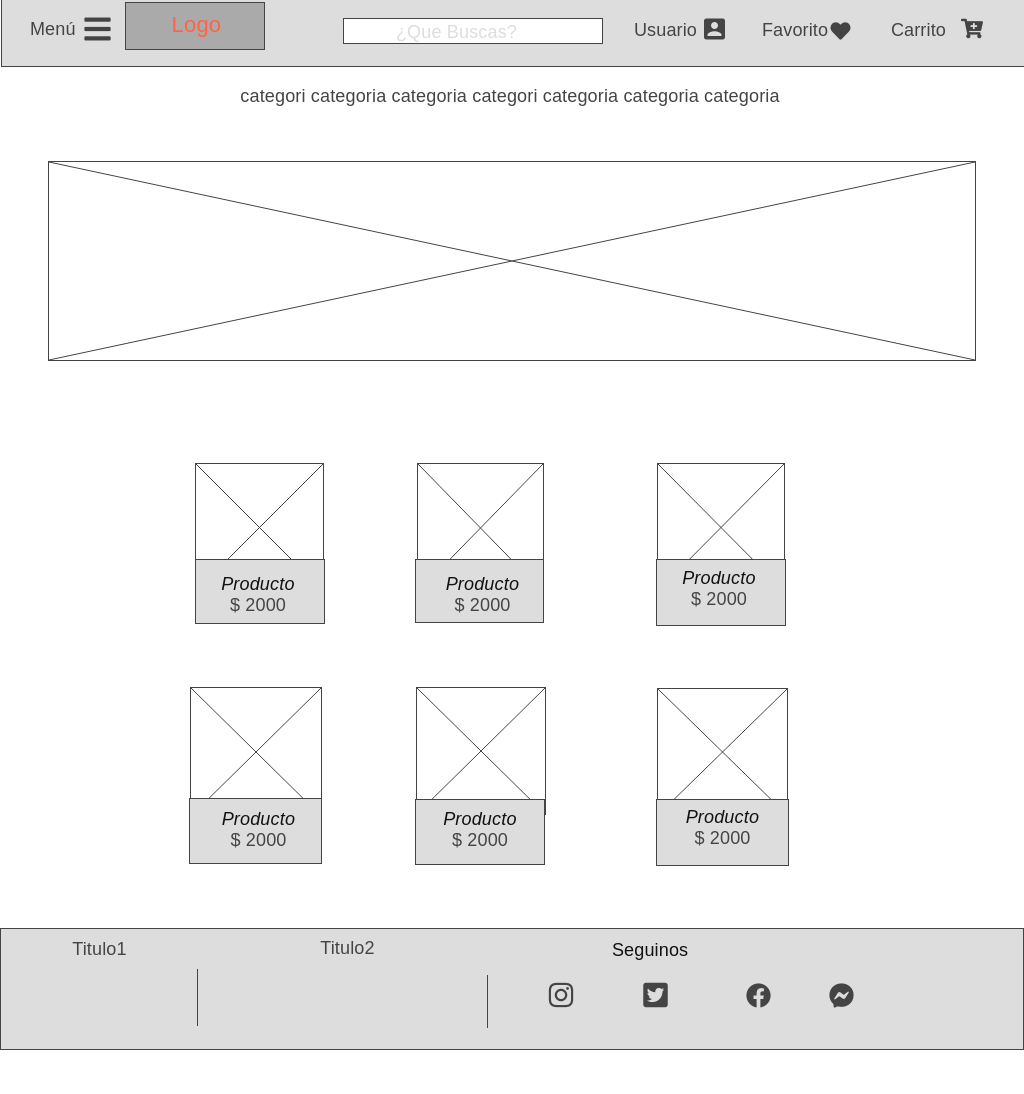 Menú Logo ¿Que Buscas? Usuario Favorito Carrito
categori categoria categoria categori categoria categoria categoria
Producto
$ 2000
Producto
$ 2000
Producto
$ 2000
Producto
$ 2000
Producto
$ 2000
Producto
$ 2000
Titulo1 Titulo2 Seguinos